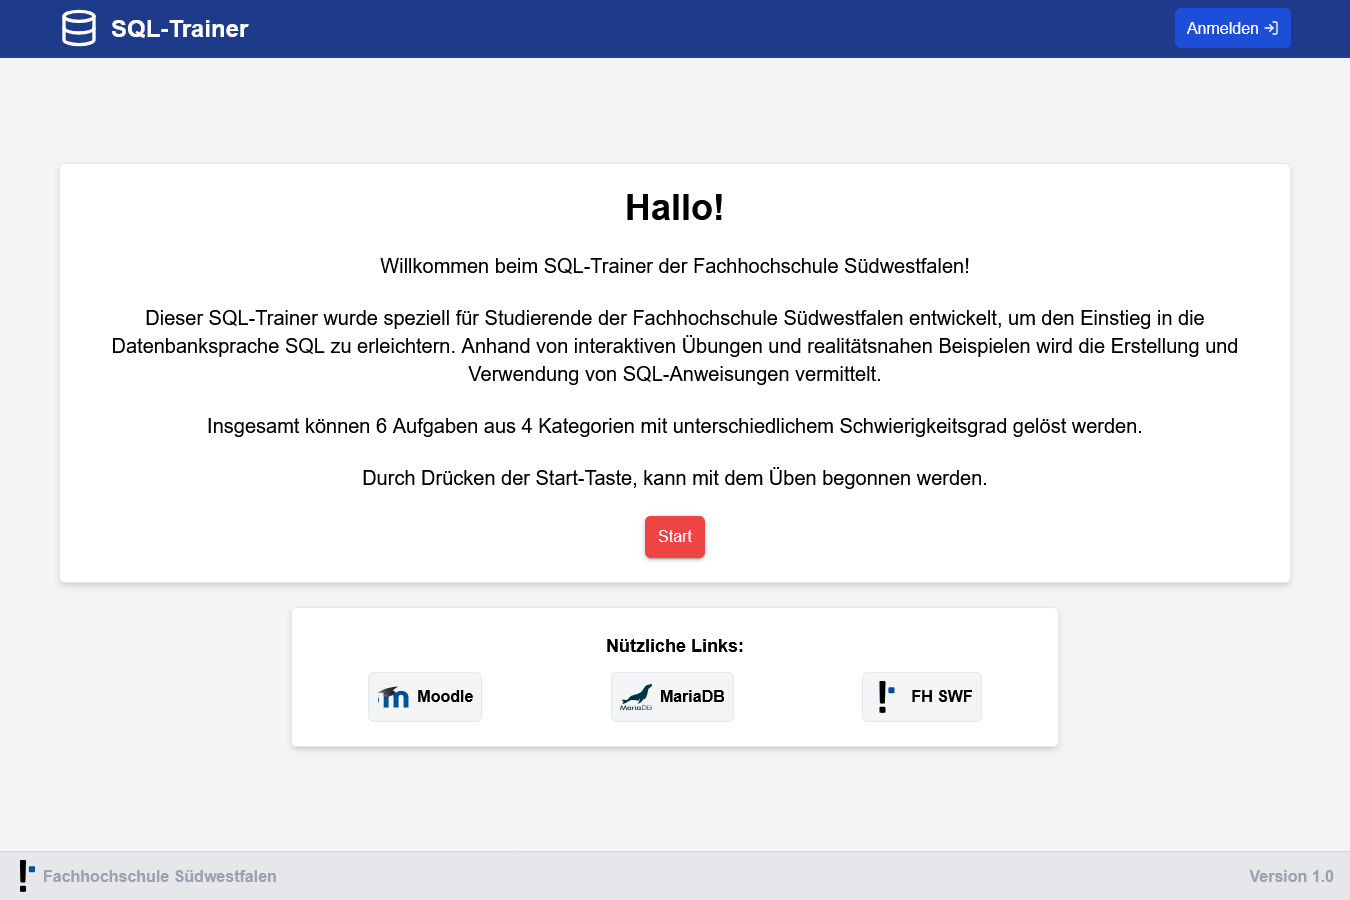 SQL-Trainer
Anmelden
Hallo!
Willkommen beim SQL-Trainer der Fachhochschule Südwestfalen!
Dieser SQL-Trainer wurde speziell für Studierende der Fachhochschule Südwestfalen entwickelt, um den Einstieg in die
Datenbanksprache SQL zu erleichtern. Anhand von interaktiven Übungen und realitätsnahen Beispielen wird die Erstellung und
Verwendung von SQL-Anweisungen vermittelt.
Insgesamt können 6 Aufgaben aus 4 Kategorien mit unterschiedlichem Schwierigkeitsgrad gelöst werden.
Durch Drücken der Start-Taste, kann mit dem Üben begonnen werden.
Start
Nützliche Links:
m Moodle
MariaDB MariaDB
FH SWF
Fachhochschule Südwestfalen
Version 1.0